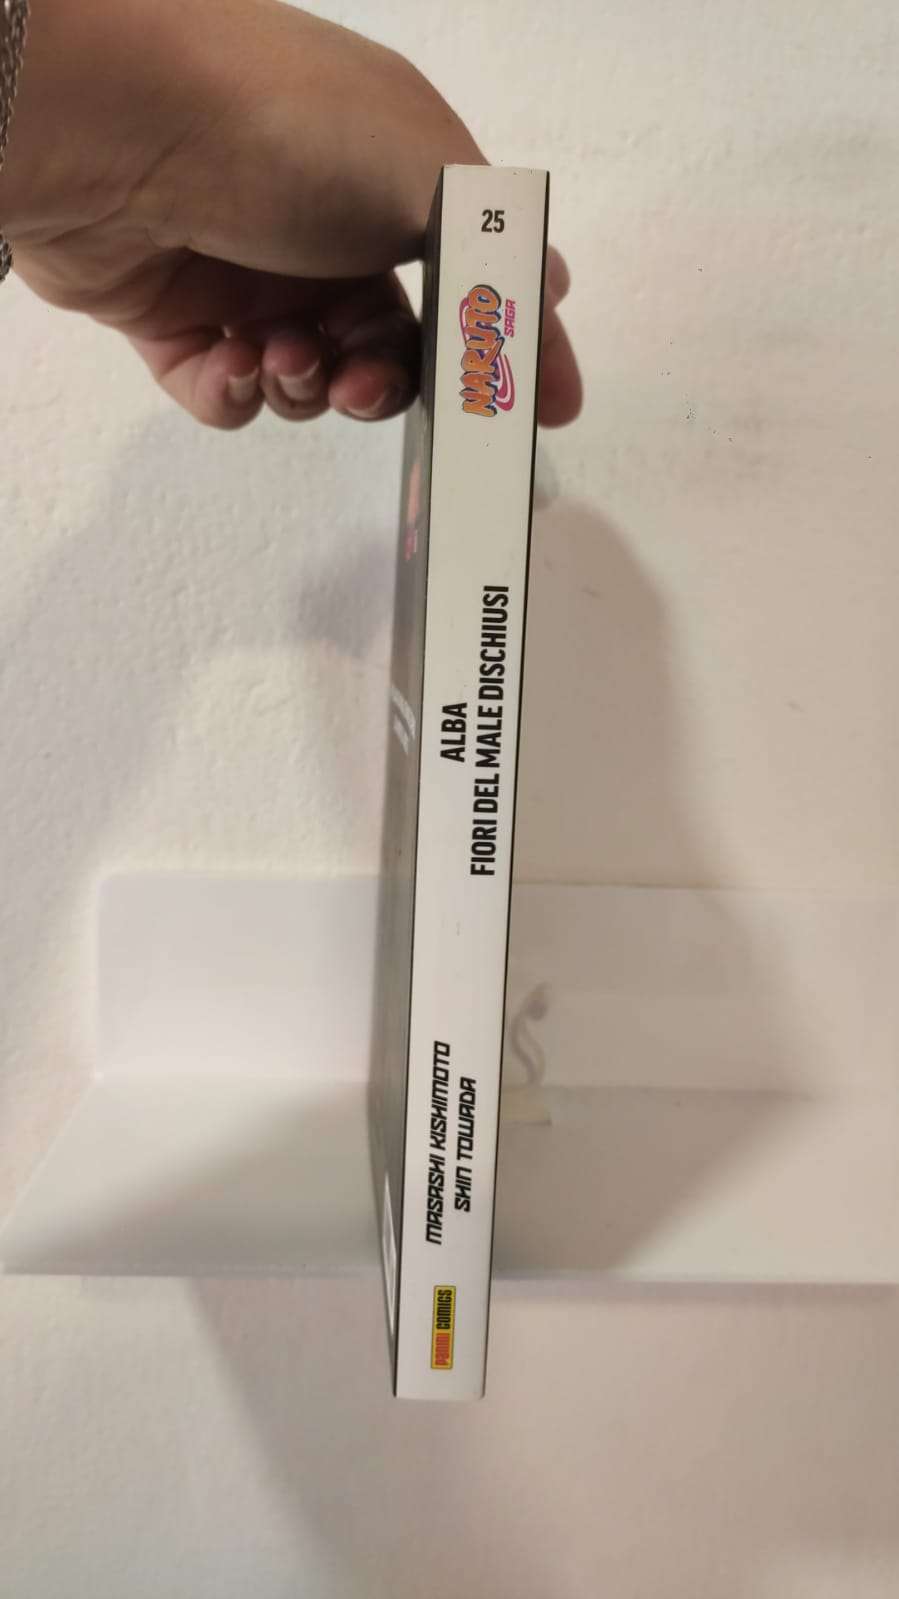 25
NARUTO
SAGA
ALBA
FIORI DEL MALE DISCHIUSI
MASASHI KISHIMOTO
SHIN TOWADA
PANINI COMICS